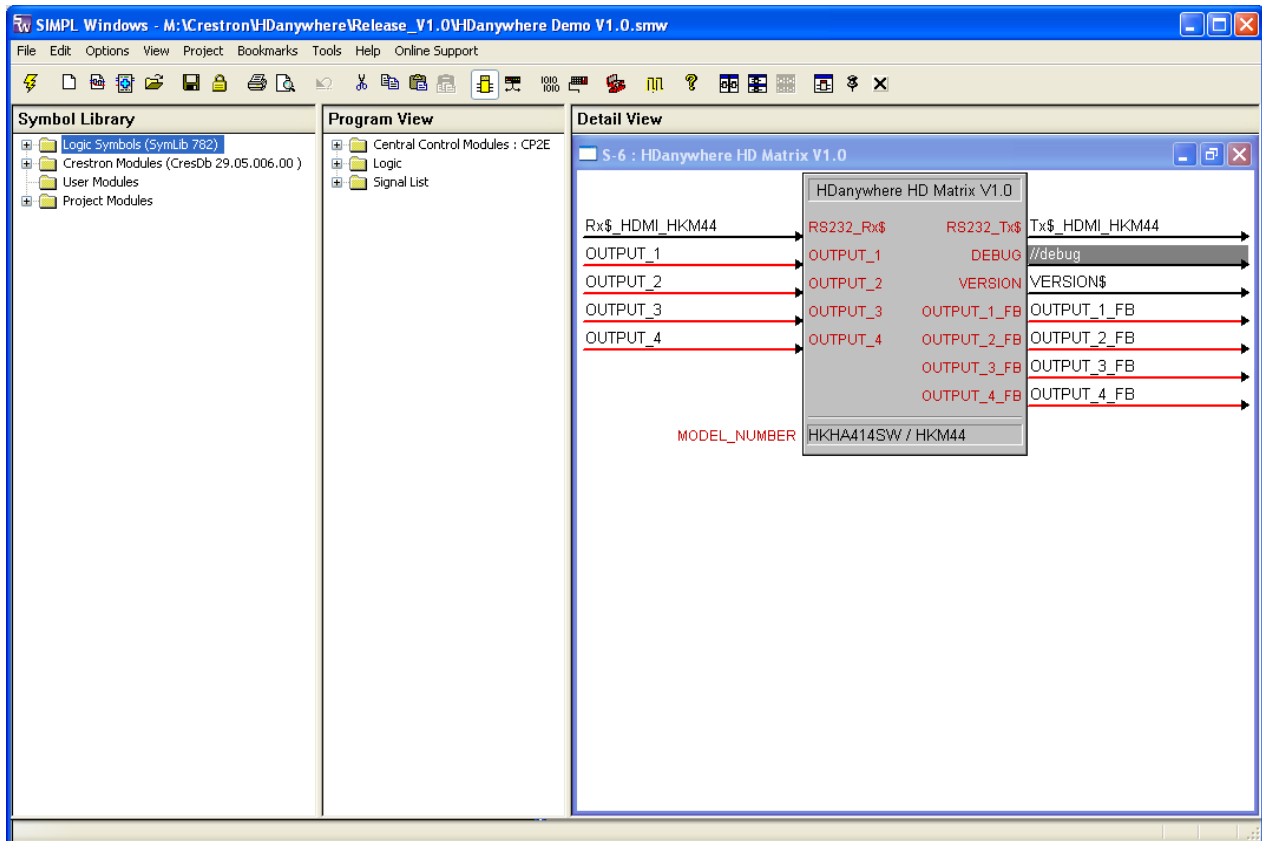 SIMPL Windows - M:\Crestron\HDanywhere\Release_V1.0\HDanywhere Demo V1.0.smw
File Edit Options View Project Bookmarks Tools Help Online Support
Symbol Library
Logic Symbols (SymLib 782)
Crestron Modules (CresDb 29.05.006.00 )
User Modules
Project Modules
Program View
Central Control Modules : CP2E
Logic
Signal List
Detail View
S-6 : HDanywhere HD Matrix V1.0
HDanywhere HD Matrix V1.0
Rx$_HDMI_HKM44 RS232_Rx$ RS232_Tx$ Tx$_HDMI_HKM44
OUTPUT_1 OUTPUT_1 DEBUG //debug
OUTPUT_2 OUTPUT_2 VERSION VERSION$
OUTPUT_3 OUTPUT_3 OUTPUT_1_FB OUTPUT_1_FB
OUTPUT_4 OUTPUT_4 OUTPUT_2_FB OUTPUT_2_FB
OUTPUT_3_FB OUTPUT_3_FB
OUTPUT_4_FB OUTPUT_4_FB
MODEL_NUMBER HKHA414SW / HKM44